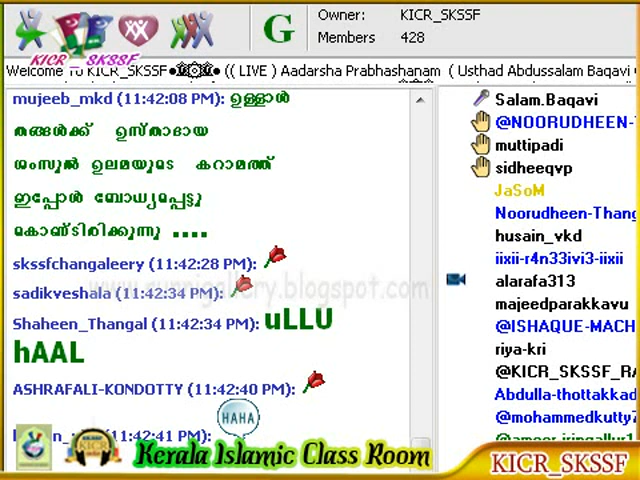 Owner: KICR_SKSSF
G
Members 428
KICR_SKSSF
Welcome To KICR_SKSSF (( LIVE ) Aadarsha Prabhashanam ( Usthad Abdussalam Baqavi
mujeeb_mkd (11:42:08 PM): ഉള്ളാൾ
തങ്ങൾക്ക് ഉസ്താദായ
ശംസുൽ ഉലമയുടെ കറാമത്ത്
ഇപ്പോൾ ബോധ്യപ്പെട്ടു
കൊണ്ടിരിക്കുന്നു ....
skssfchangaleery (11:42:28 PM):
sadikveshala (11:42:34 PM):
Shaheen_Thangal (11:42:34 PM): uLLU
hAAL
ASHRAFALI-KONDOTTY (11:42:40 PM):
HAHA
(11:42:41 PM):
Salam.Baqavi
@NOORUDHEEN-
muttipadi
sidheeqvp
JaSoM
Noorudheen-Thang
husain_vkd
iixii-r4n33ivi3-iixii
alarafa313
majeedparakkavu
@ISHAQUE-MACH
riya-kri
@KICR_SKSSF_RA
Abdulla-thottakkad
@mohammedkutty7
Kerala Islamic Class Room
KICR_SKSSF